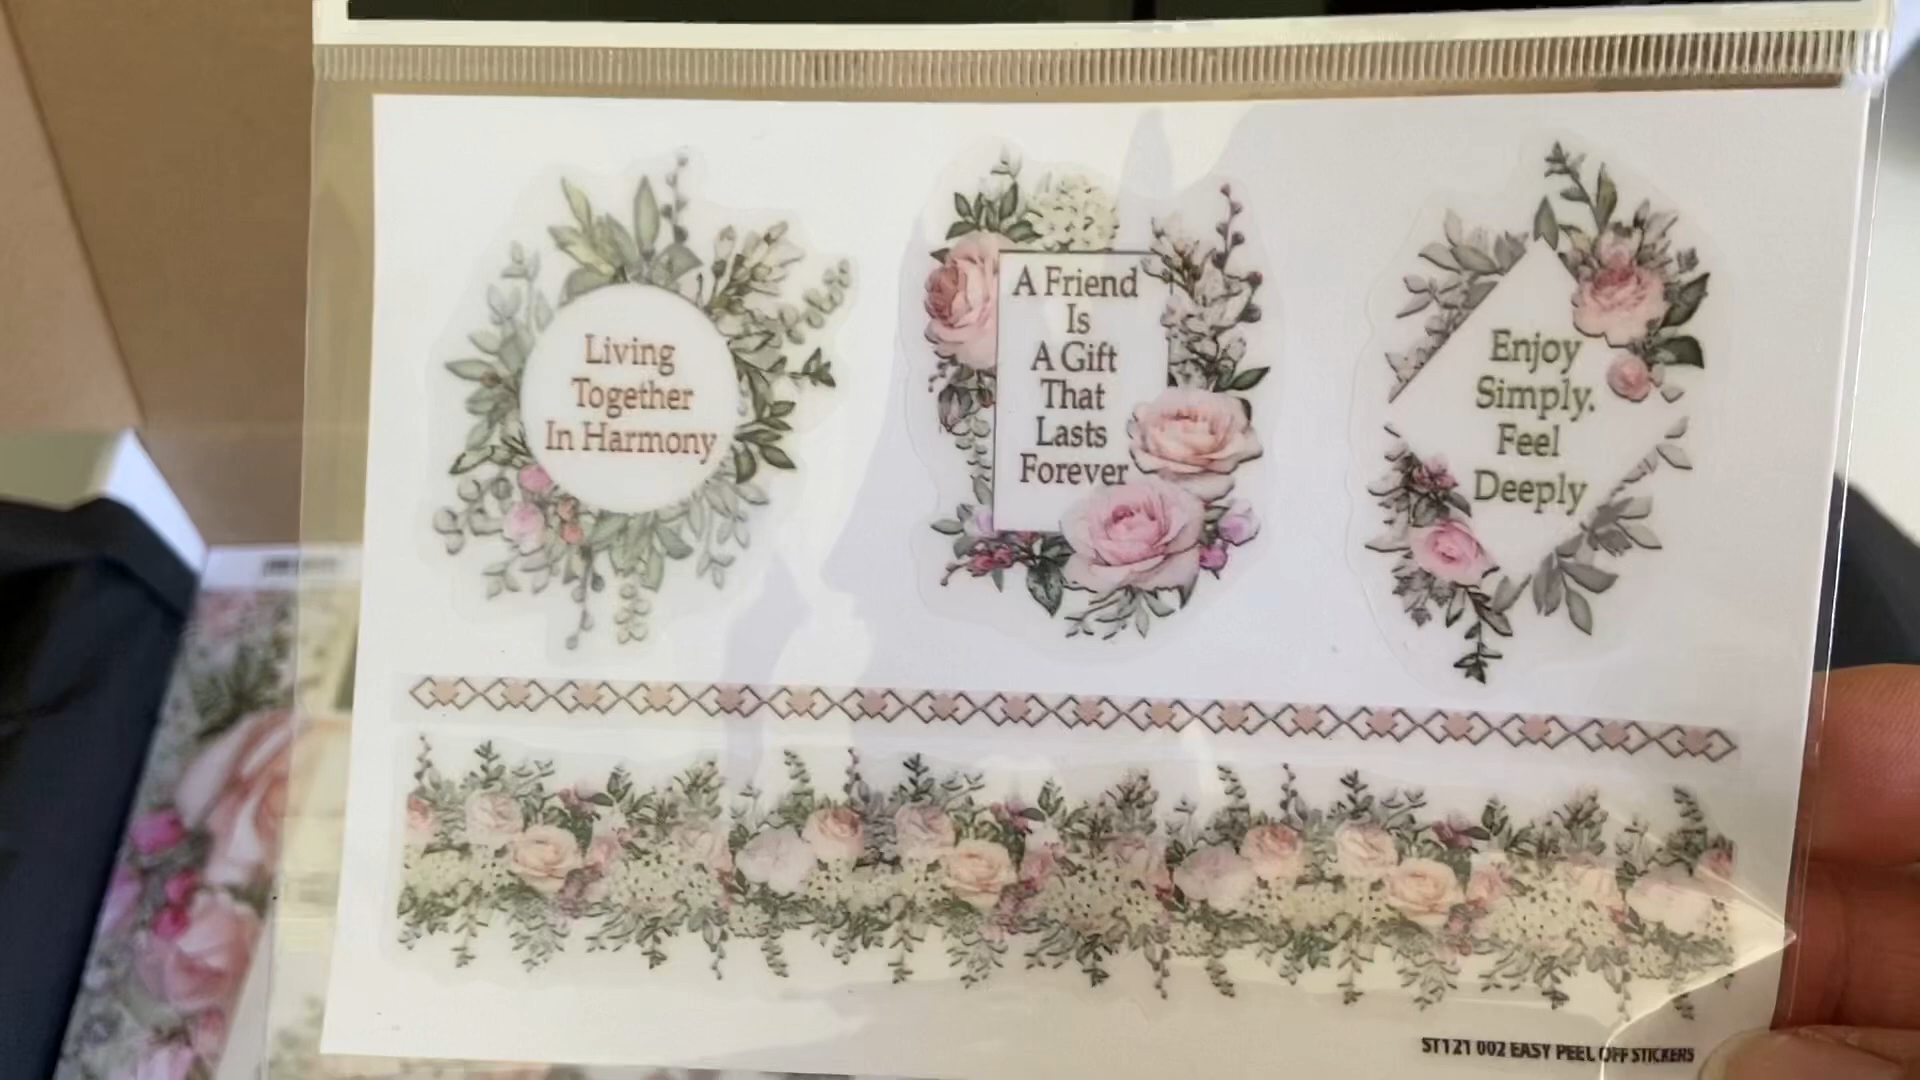 Living
Together
In Harmony
A Friend
Is
A Gift
That
Lasts
Forever
Enjoy
Simply.
Feel
Deeply
ST121 002 EASY PEEL OFF STICKERS